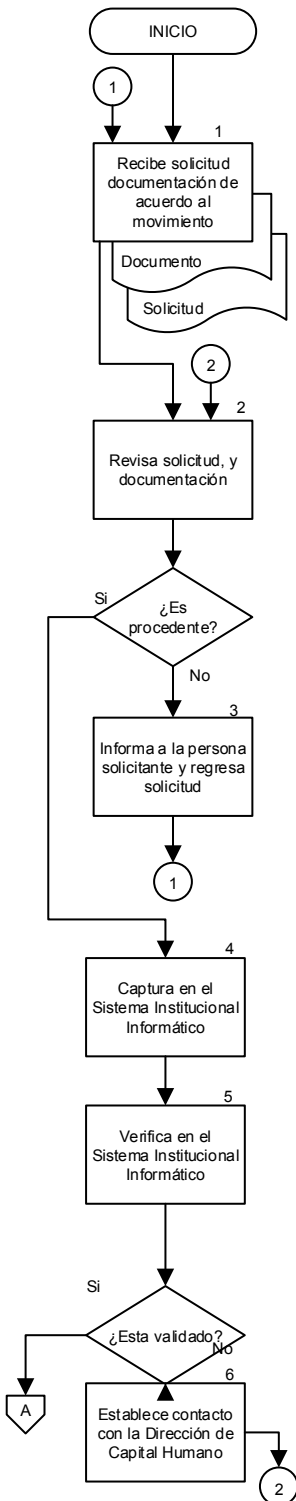 INICIO
1
1
Recibe solicitud
documentación de
acuerdo al
movimiento
Documento
Solicitud
2
2
Revisa solicitud, y
documentación
Si
¿Es
procedente?
No
3
Informa a la persona
solicitante y regresa
solicitud
1
4
Captura en el
Sistema Institucional
Informático
5
Verifica en el
Sistema Institucional
Informático
Si
¿Esta validado?
No
6
A
Establece contacto
con la Dirección de
Capital Humano
2